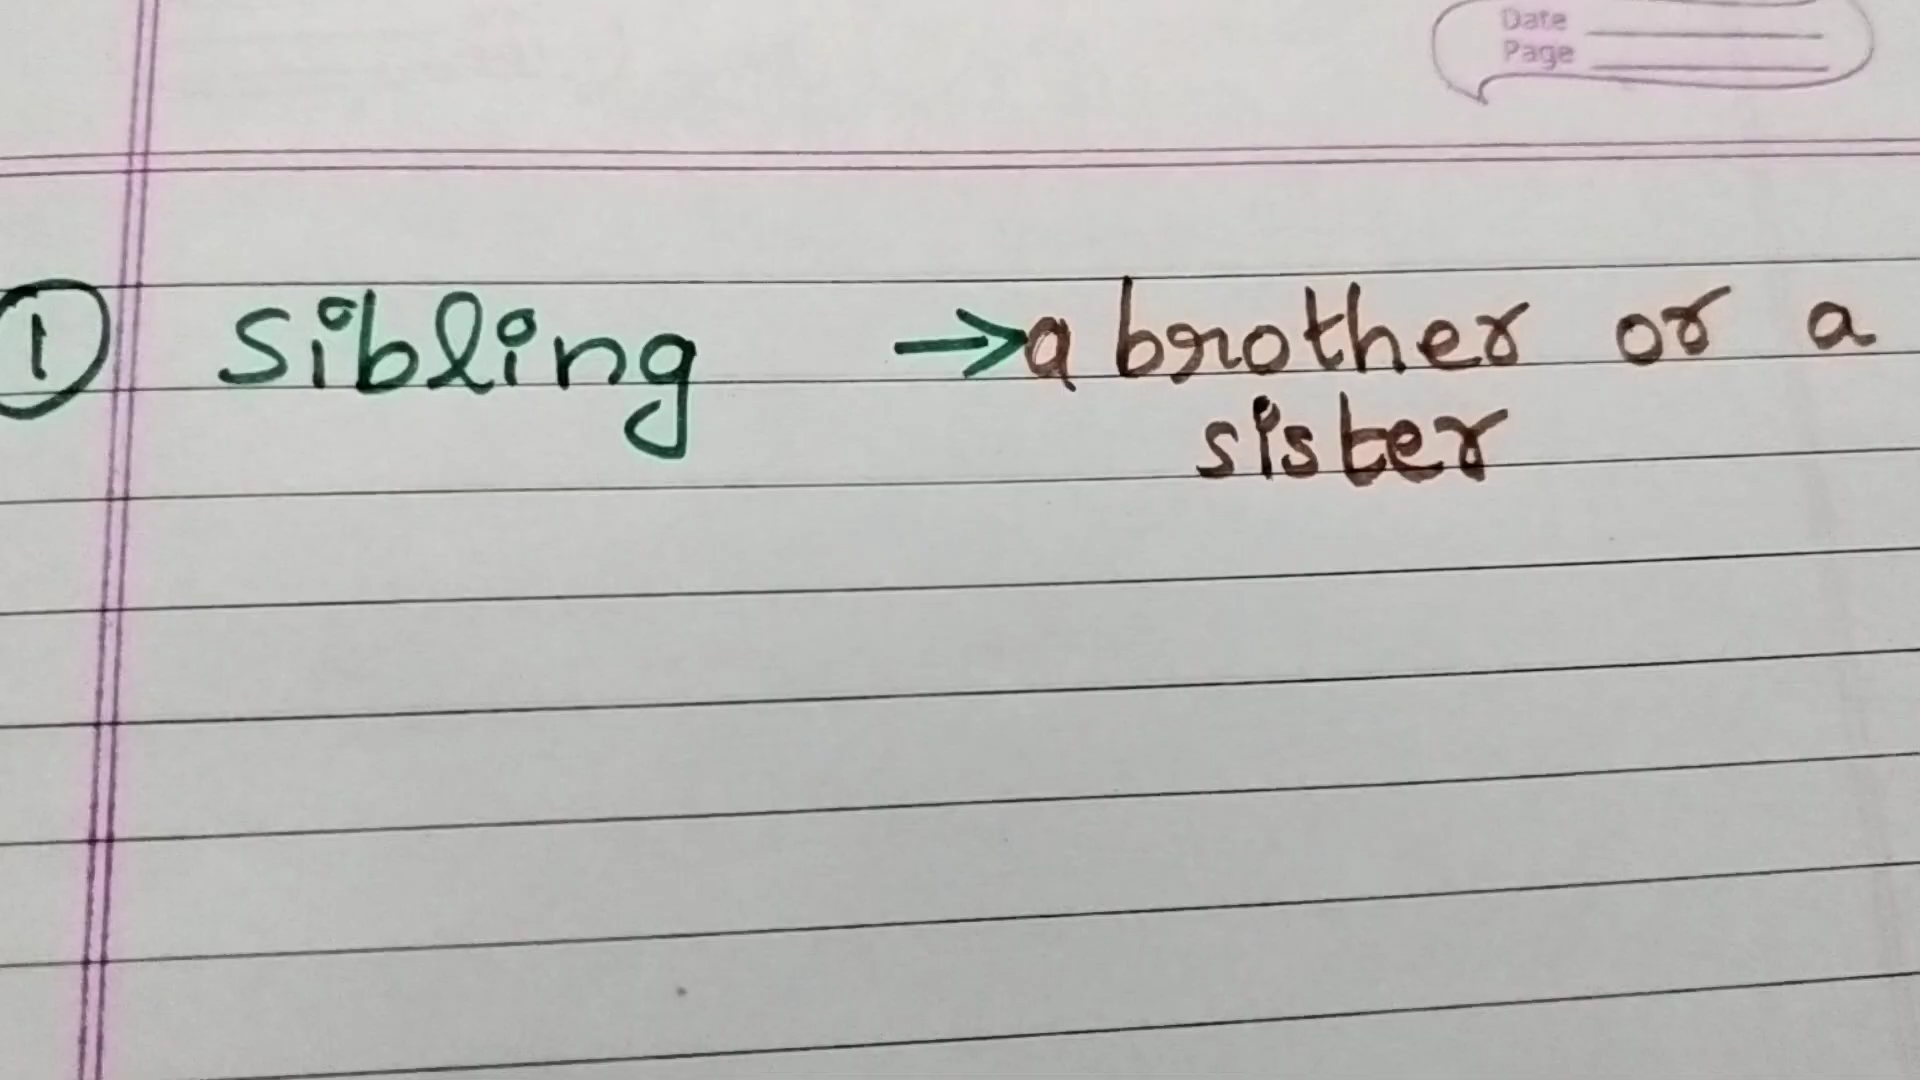 Date
Page
① Sibling → a brother or a
sister